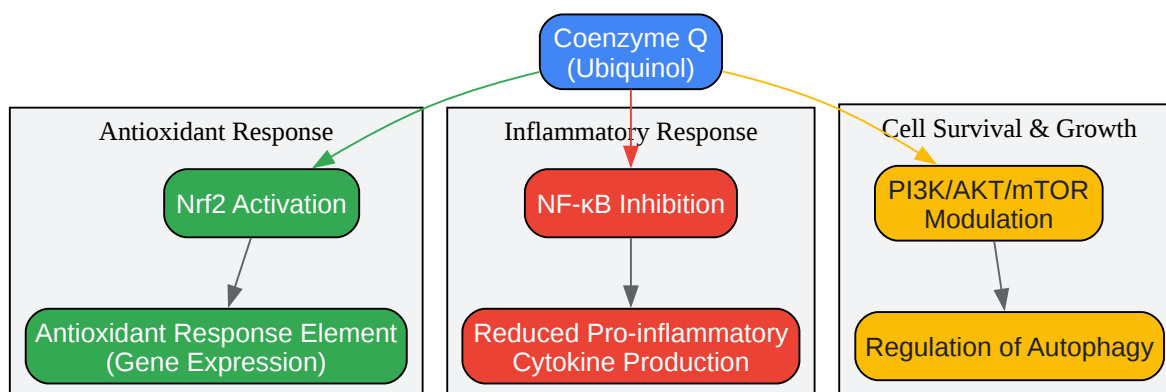 Coenzyme Q
(Ubiquinol)
Antioxidant Response
Inflammatory Response
Cell Survival & Growth
Nrf2 Activation
NF-κB Inhibition
PI3K/AKT/mTOR
Modulation
Antioxidant Response Element
(Gene Expression)
Reduced Pro-inflammatory
Cytokine Production
Regulation of Autophagy